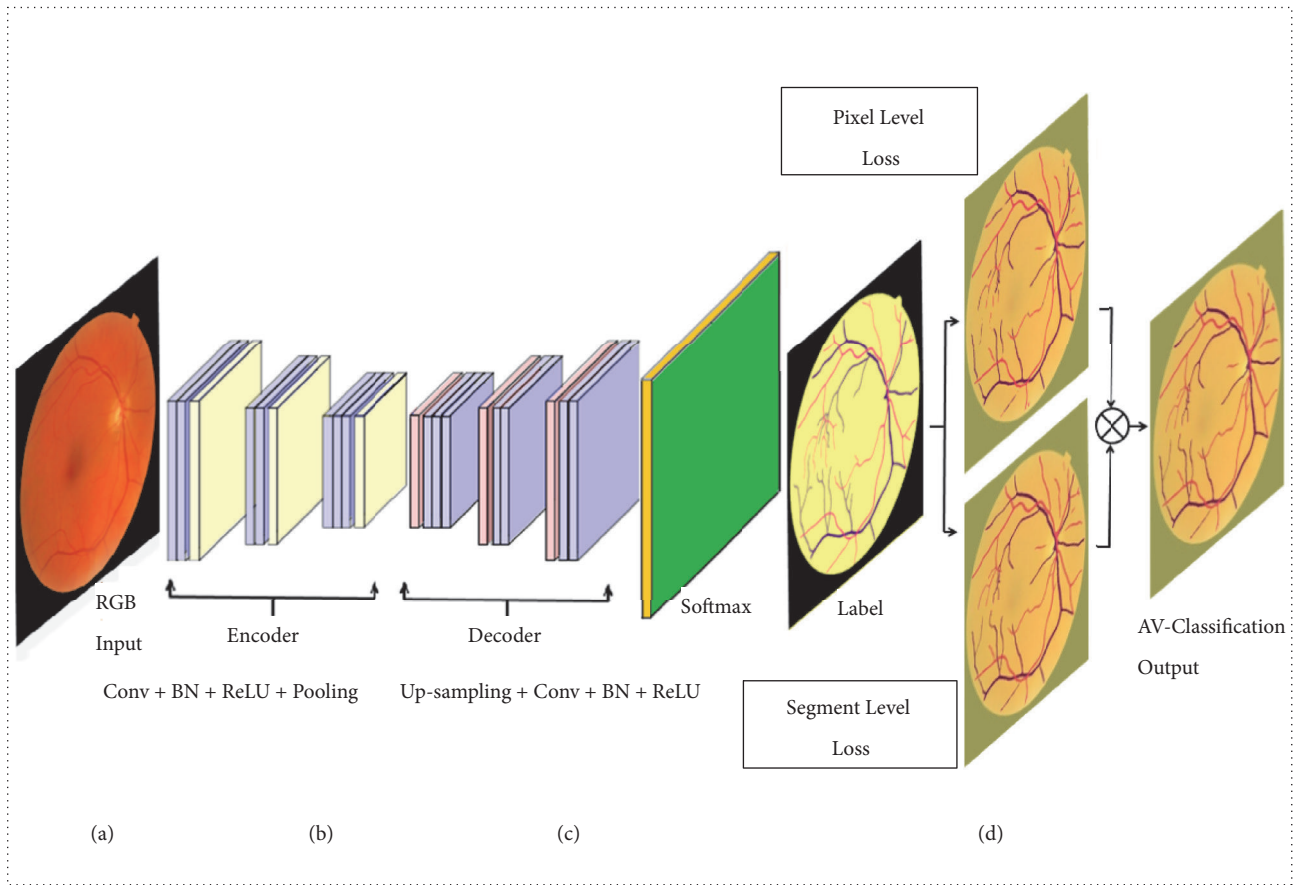 Pixel Level
Loss
RGB
Input
Encoder
Conv + BN + ReLU + Pooling
Decoder
Up-sampling + Conv + BN + ReLU
Softmax
Label
Segment Level
Loss
AV-Classification
Output
(a)
(b)
(c)
(d)